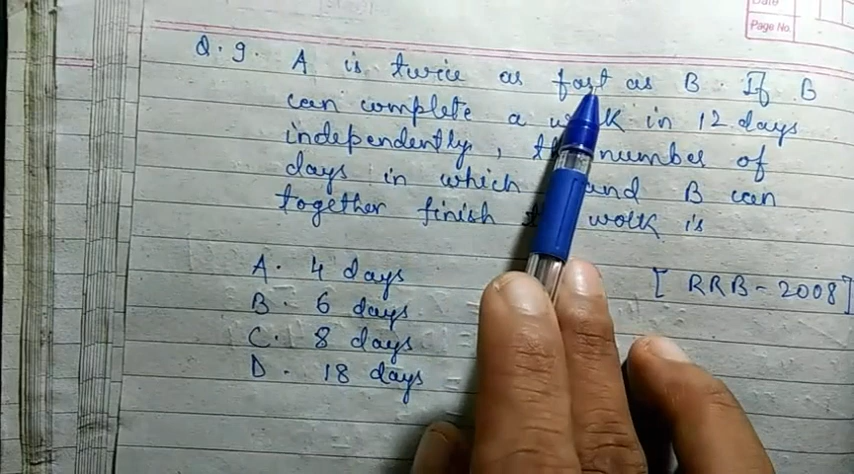 Date
Page No.
Q.9. A is twice as fast as B. If B
can complete a work in 12 days
independently, the number of
days in which and B can
together finish work is
A. 4 days
[RRB-2008]
B. 6 days
C. 8 days
D. 18 days